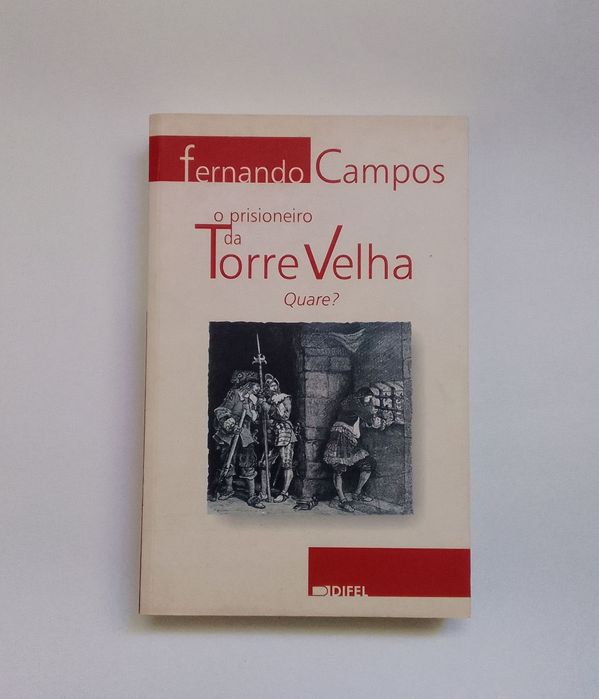 fernando Campos
o prisioneiro
da
Torre Velha
Quare?
DIFEL